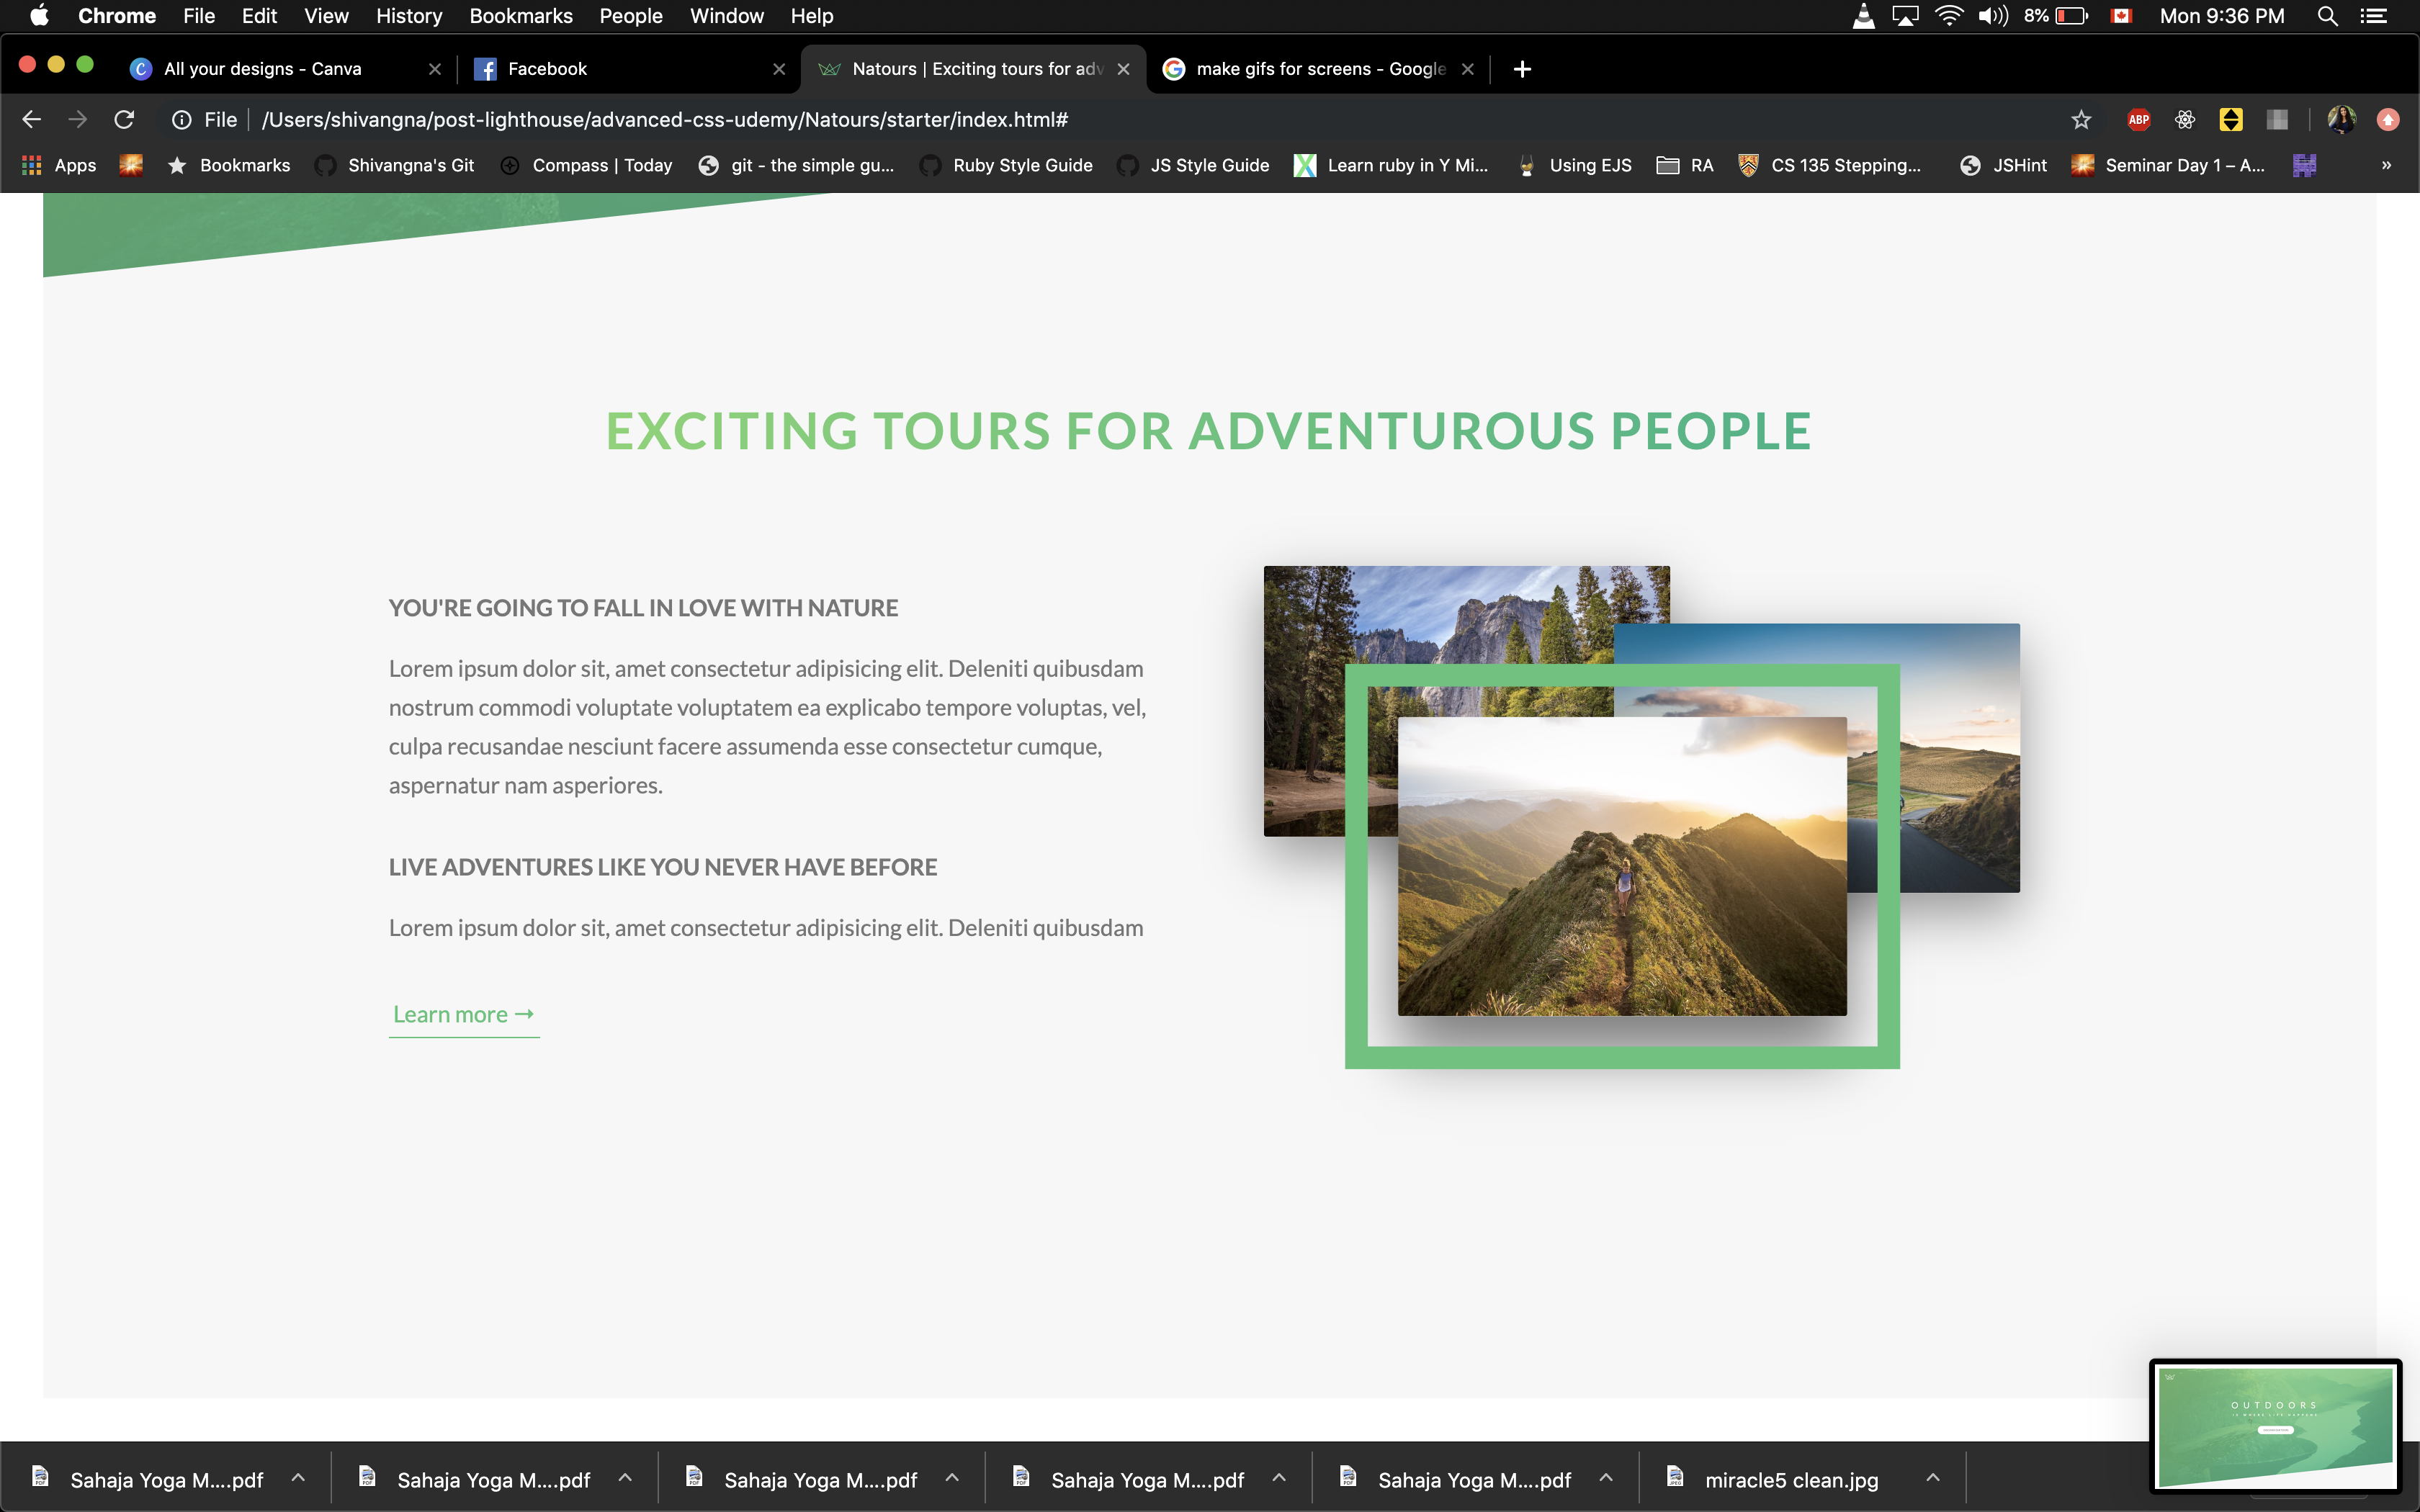 Chrome File Edit View History Bookmarks People Window Help 8% Mon 9:36 PM
All your designs - Canva Facebook Natours | Exciting tours for adv make gifs for screens - Google
File /Users/shivangna/post-lighthouse/advanced-css-udemy/Natours/starter/index.html# ABP
Apps Bookmarks Shivangna's Git Compass | Today git - the simple gu... Ruby Style Guide JS Style Guide Learn ruby in Y Mi... Using EJS RA CS 135 Stepping... JSHint Seminar Day 1 – A... »
EXCITING TOURS FOR ADVENTUROUS PEOPLE
YOU'RE GOING TO FALL IN LOVE WITH NATURE
Lorem ipsum dolor sit, amet consectetur adipisicing elit. Deleniti quibusdam
nostrum commodi voluptate voluptatem ea explicabo tempore voluptas, vel,
culpa recusandae nesciunt facere assumenda esse consectetur cumque,
aspernatur nam asperiores.
LIVE ADVENTURES LIKE YOU NEVER HAVE BEFORE
Lorem ipsum dolor sit, amet consectetur adipisicing elit. Deleniti quibusdam
Learn more →
OUTDOORS
IS WHERE LIFE HAPPENS
Sahaja Yoga M....pdf Sahaja Yoga M....pdf Sahaja Yoga M....pdf Sahaja Yoga M....pdf Sahaja Yoga M....pdf miracle5 clean.jpg